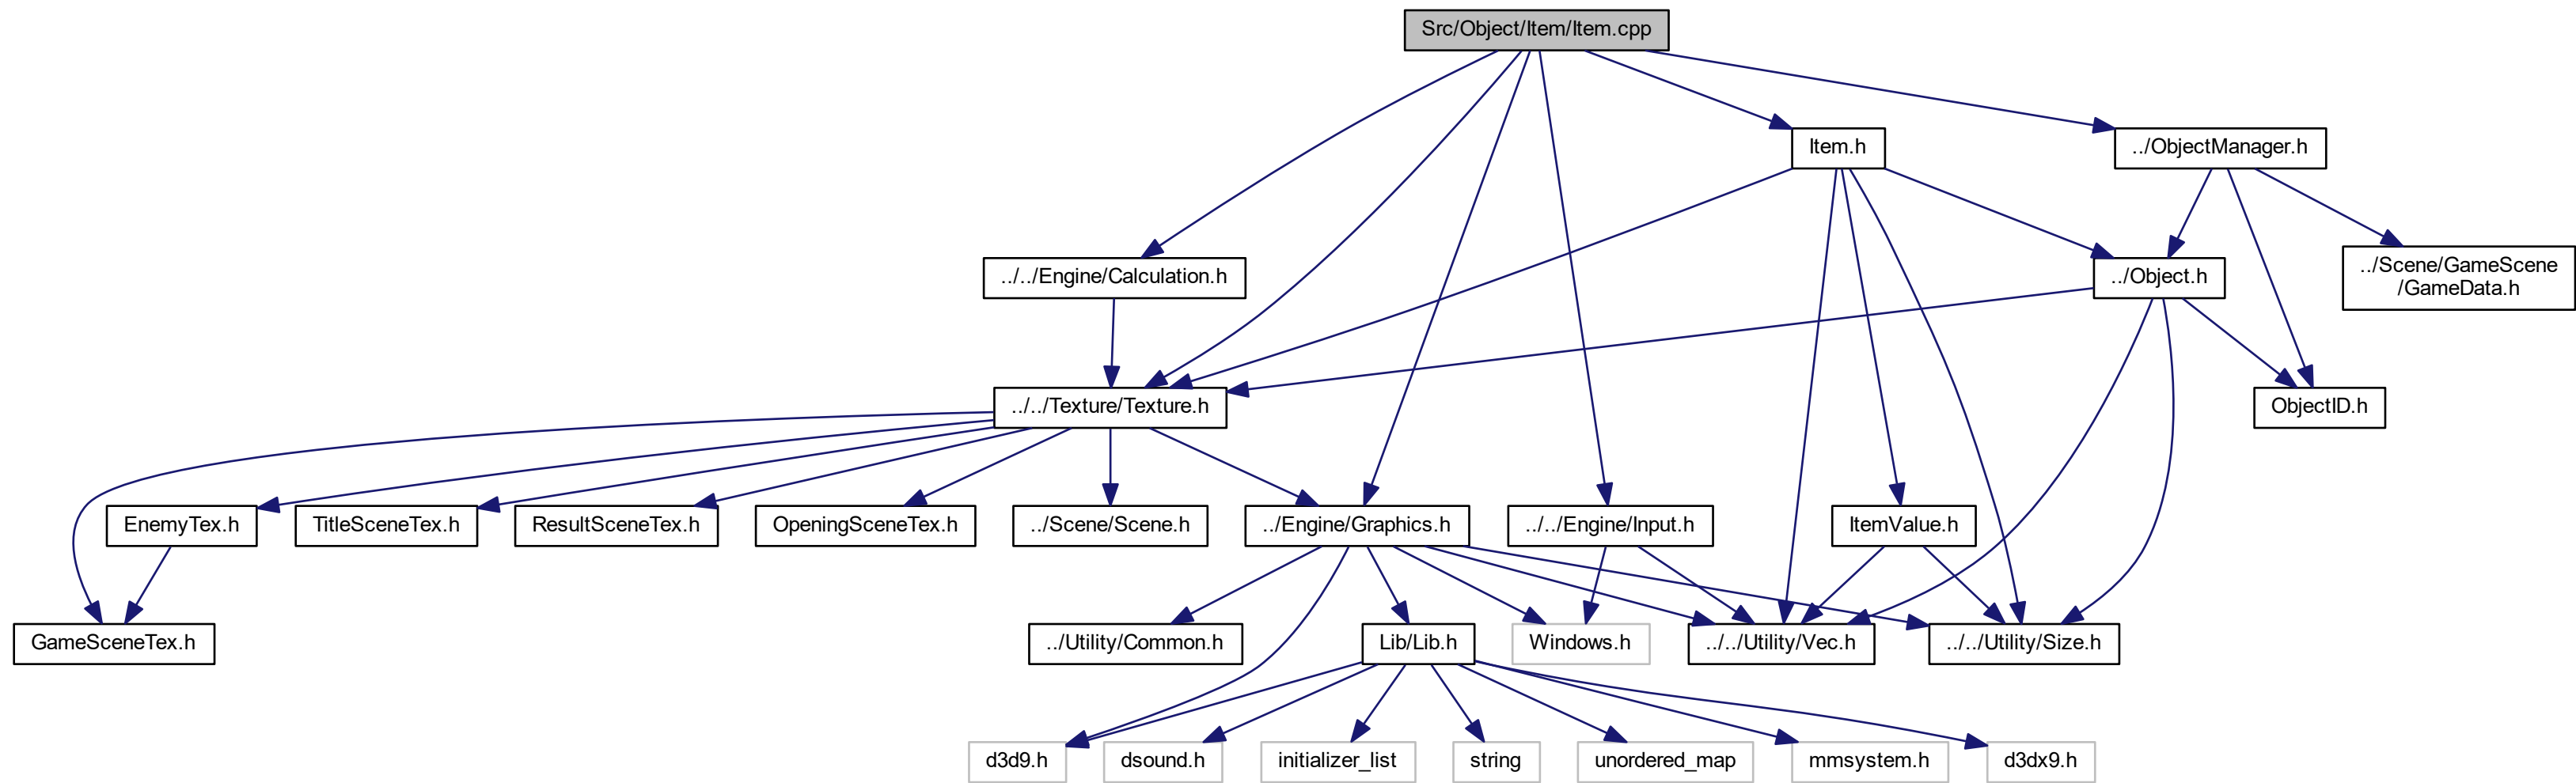 Src/Object/Item/Item.cpp
Item.h
../ObjectManager.h
../../Engine/Calculation.h
../Object.h
../Scene/GameScene
/GameData.h
../../Texture/Texture.h
ObjectID.h
EnemyTex.h
TitleSceneTex.h
ResultSceneTex.h
OpeningSceneTex.h
../Scene/Scene.h
../Engine/Graphics.h
../../Engine/Input.h
ItemValue.h
GameSceneTex.h
../Utility/Common.h
Lib/Lib.h
Windows.h
../../Utility/Vec.h
../../Utility/Size.h
d3d9.h
dsound.h
initializer_list
string
unordered_map
mmsystem.h
d3dx9.h